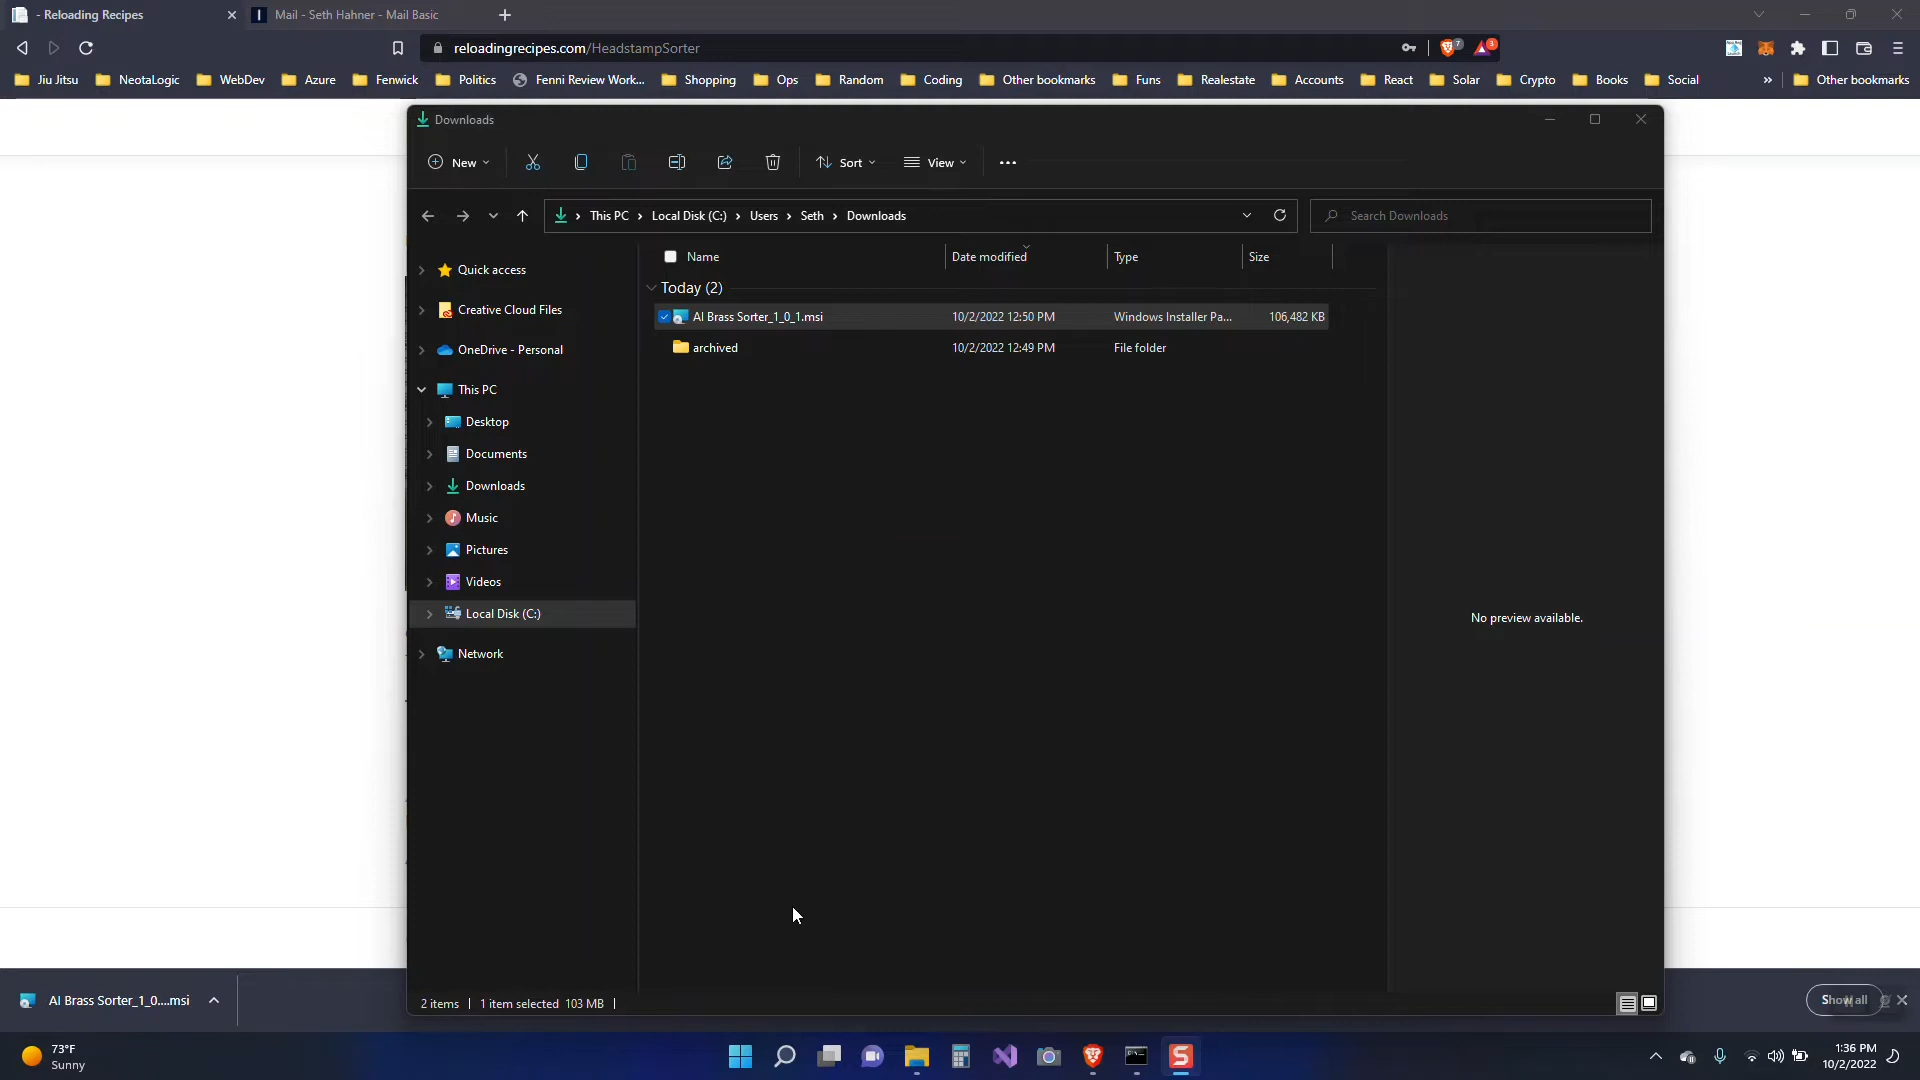 - Reloading Recipes
Mail - Seth Hahner - Mail Basic
reloadingrecipes.com/HeadstampSorter
7
3
Jiu Jitsu
NeotaLogic
WebDev
Azure
Fenwick
Politics
Fenni Review Work...
Shopping
Ops
Random
Coding
Other bookmarks
Funs
Realestate
Accounts
React
Solar
Crypto
Books
Social
»
Other bookmarks
Downloads
New
Sort
View
This PC
Local Disk (C:)
Users
Seth
Downloads
Search Downloads
Name
Date modified
Type
Size
Today (2)
AI Brass Sorter_1_0_1.msi
10/2/2022 12:50 PM
Windows Installer Pa...
106,482 KB
archived
10/2/2022 12:49 PM
File folder
Quick access
Creative Cloud Files
OneDrive - Personal
This PC
Desktop
Documents
Downloads
Music
Pictures
Videos
Local Disk (C:)
Network
No preview available.
2 items
1 item selected 103 MB
AI Brass Sorter_1_0....msi
Show all
73°F
Sunny
S
1:36 PM
10/2/2022